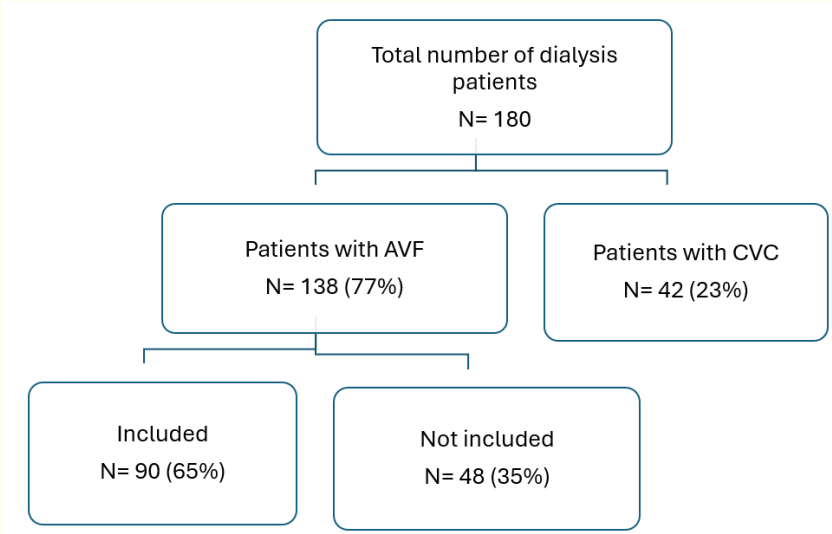 Total number of dialysis
patients
N= 180
Patients with AVF
N= 138 (77%)
Patients with CVC
N= 42 (23%)
Included
N= 90 (65%)
Not included
N= 48 (35%)